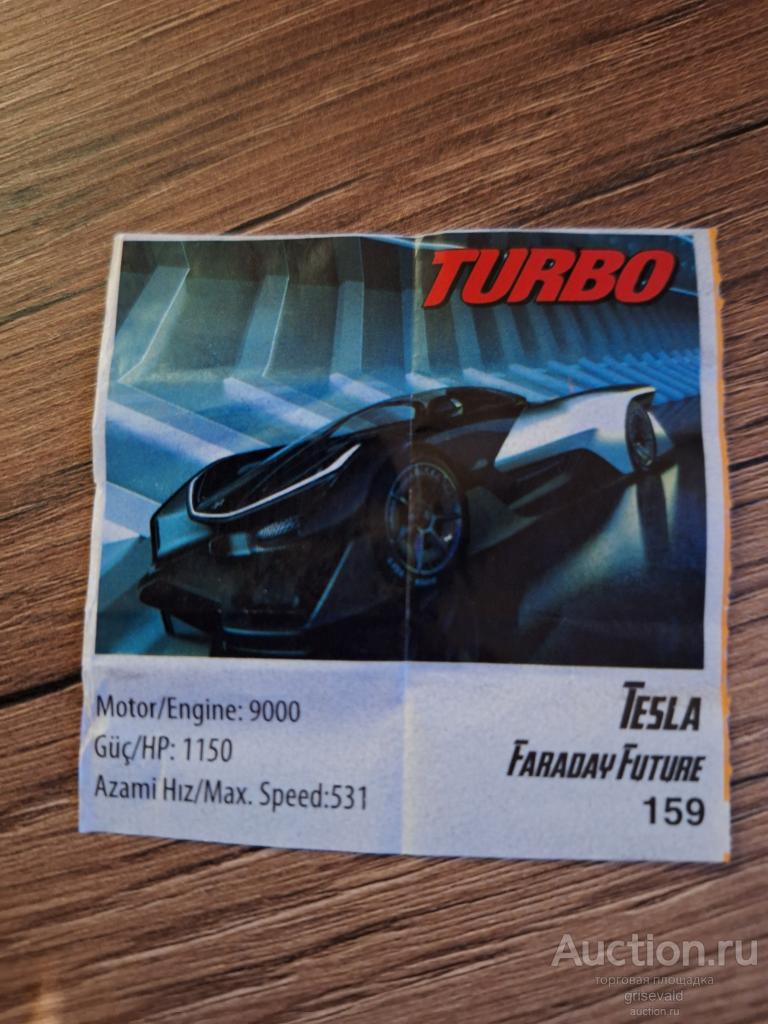 TURBO
Motor/Engine: 9000
Güç/HP: 1150
Azami Hız/Max. Speed:531
TESLA
FARADAY FUTURE
159
Auction.ru
торговая площадка
grisevald
auction.ru